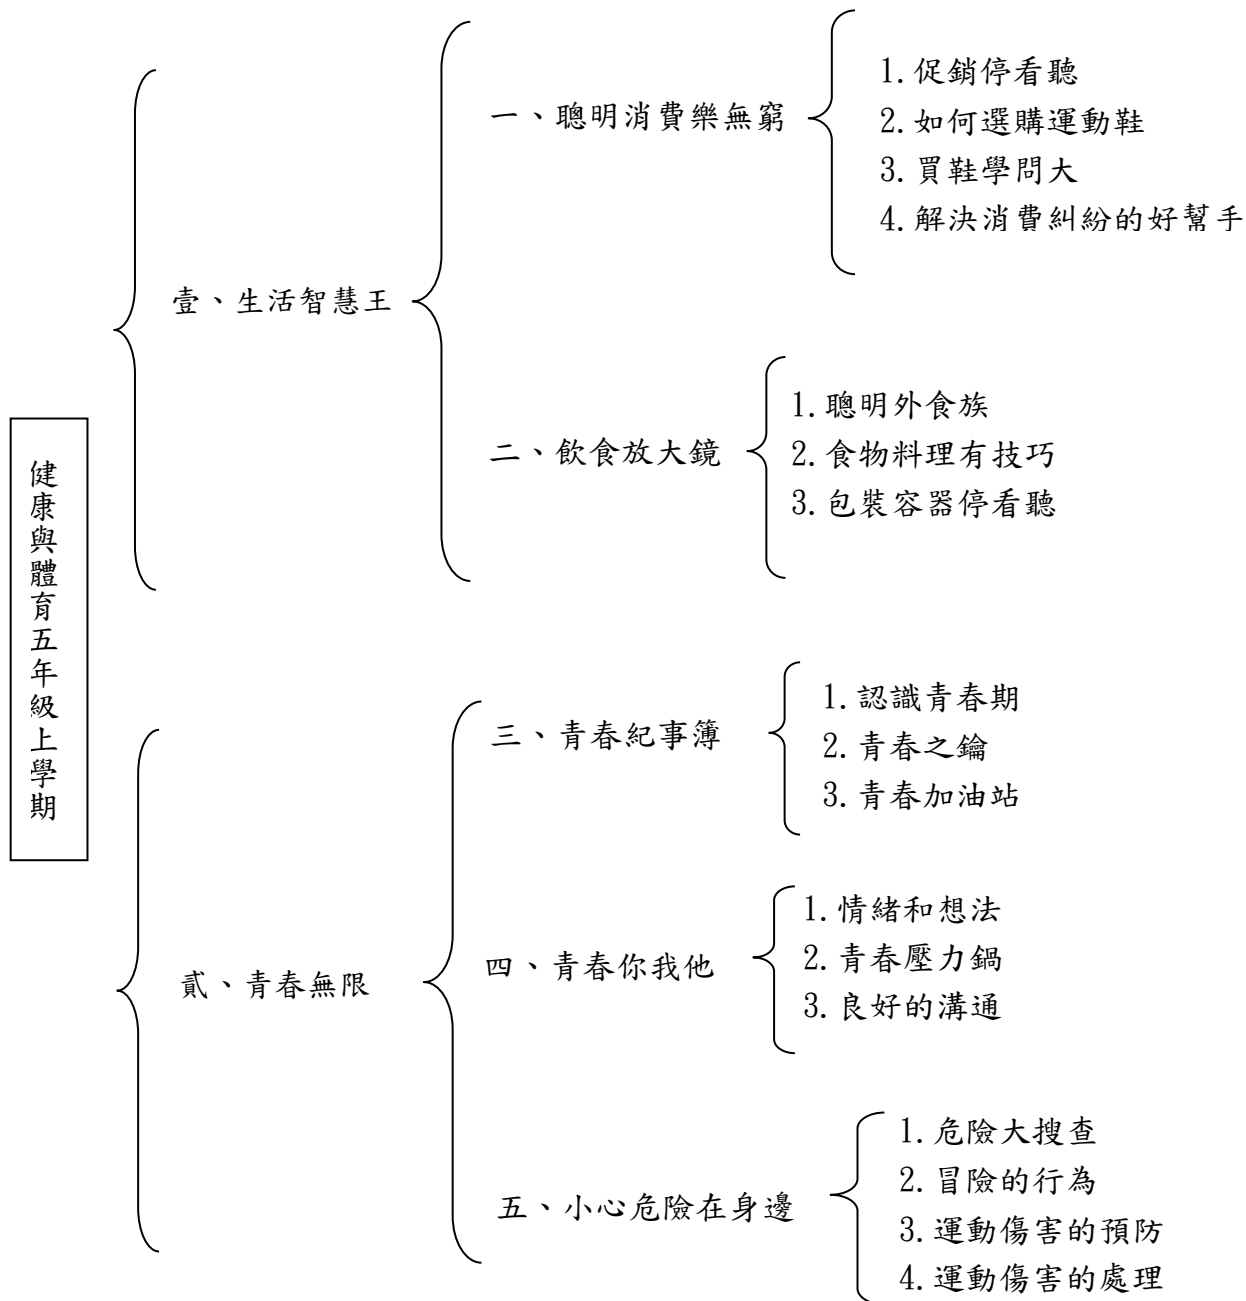 健康與體育五年級上學期
壹、生活智慧王
一、聰明消費樂無窮
1.促銷停看聽
2.如何選購運動鞋
3.買鞋學問大
4.解決消費糾紛的好幫手
二、飲食放大鏡
1.聰明外食族
2.食物料理有技巧
3.包裝容器停看聽
貳、青春無限
三、青春紀事簿
1.認識青春期
2.青春之鑰
3.青春加油站
四、青春你我他
1.情緒和想法
2.青春壓力鍋
3.良好的溝通
五、小心危險在身邊
1.危險大搜查
2.冒險的行為
3.運動傷害的預防
4.運動傷害的處理